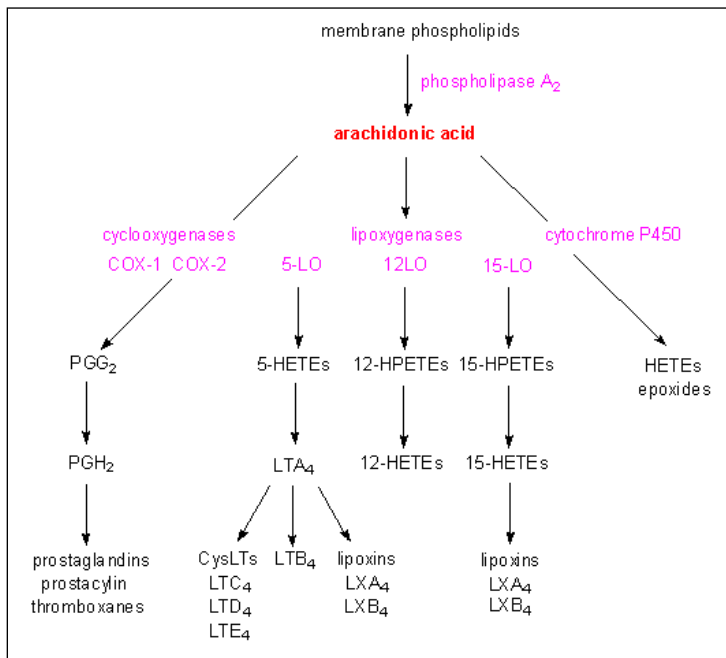 membrane phospholipids
phospholipase A₂
arachidonic acid
cyclooxygenases lipoxygenases cytochrome P450
COX-1 COX-2 5-LO 12LO 15-LO
PGG₂ 5-HETEs 12-HPETEs 15-HPETEs HETEs
epoxides
PGH₂ LTA₄ 12-HETEs 15-HETEs
prostaglandins CysLTs LTB₄ lipoxins lipoxins
prostacylin LTC₄ LXA₄ LXA₄
thromboxanes LTD₄ LXB₄ LXB₄
LTE₄